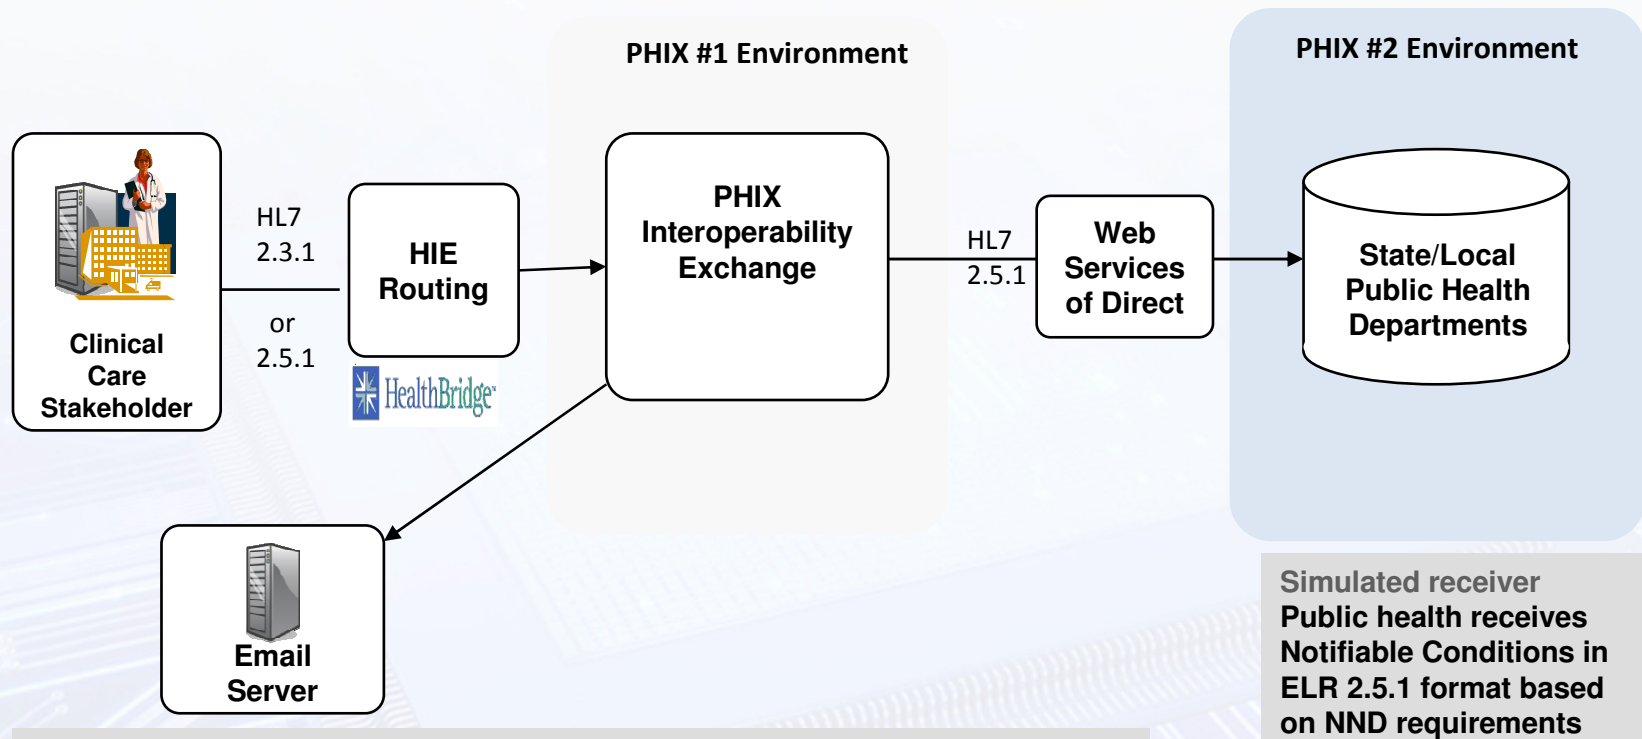 PHIX #1 Environment
PHIX #2 Environment
Clinical
Care
Stakeholder
HL7
2.3.1
or
2.5.1
HIE
Routing
HealthBridge
PHIX
Interoperability
Exchange
HL7
2.5.1
Web
Services
of Direct
State/Local
Public Health
Departments
Email
Server
Simulated receiver
Public health receives
Notifiable Conditions in
ELR 2.5.1 format based
on NND requirements